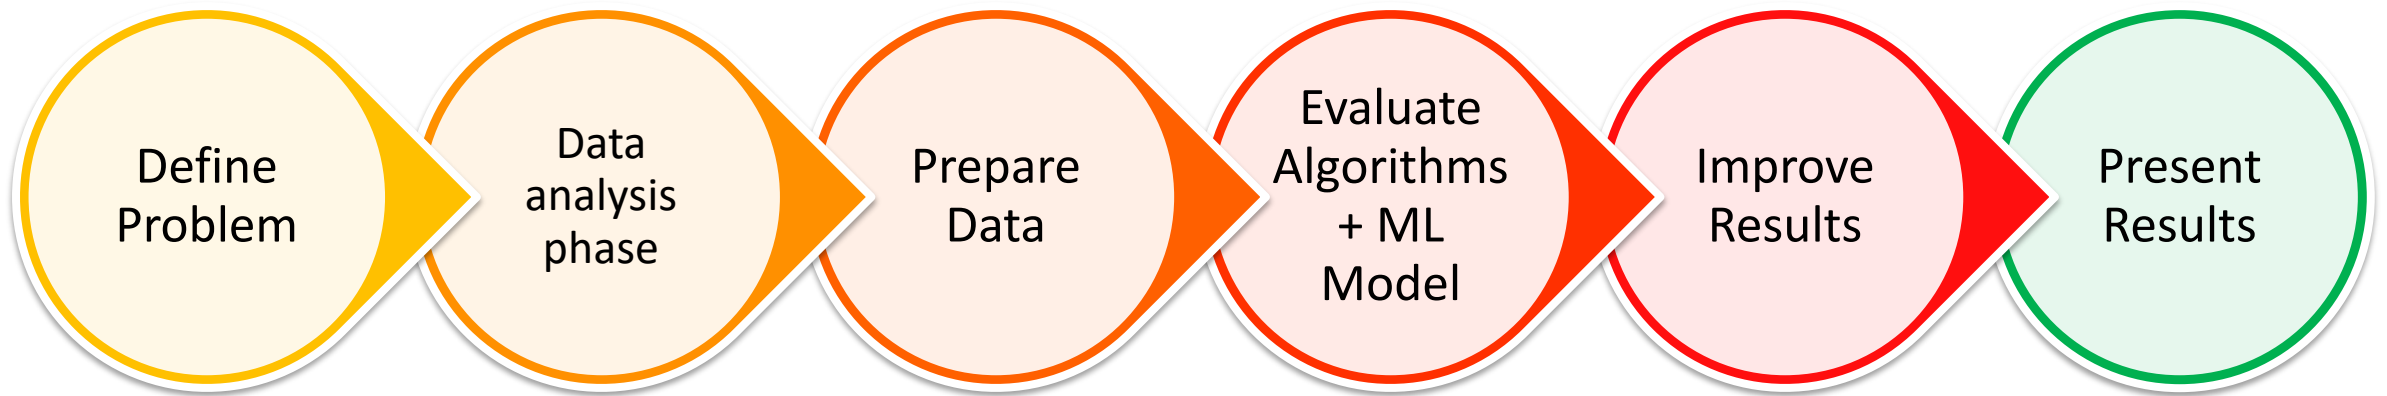 Define
Problem
Data
analysis
phase
Prepare
Data
Evaluate
Algorithms
+ ML
Model
Improve
Results
Present
Results